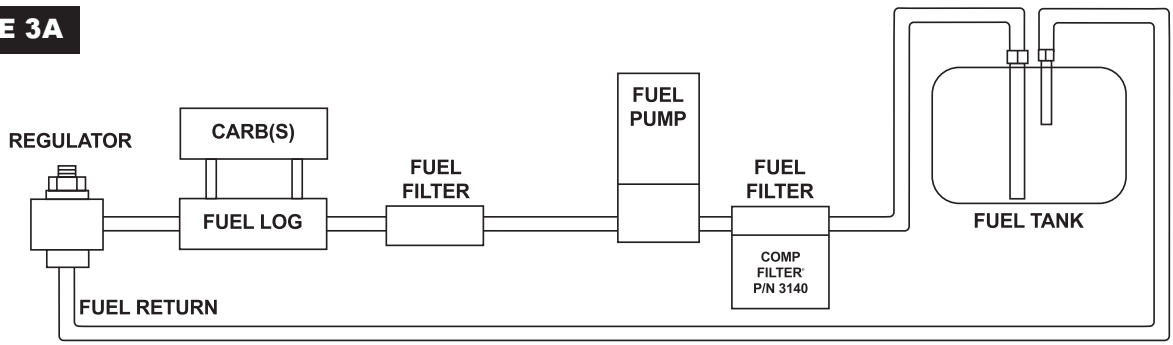 E 3A
REGULATOR
CARB(S)
FUEL LOG
FUEL
FILTER
FUEL
PUMP
FUEL
FILTER
COMP
FILTER®
P/N 3140
FUEL TANK
FUEL RETURN